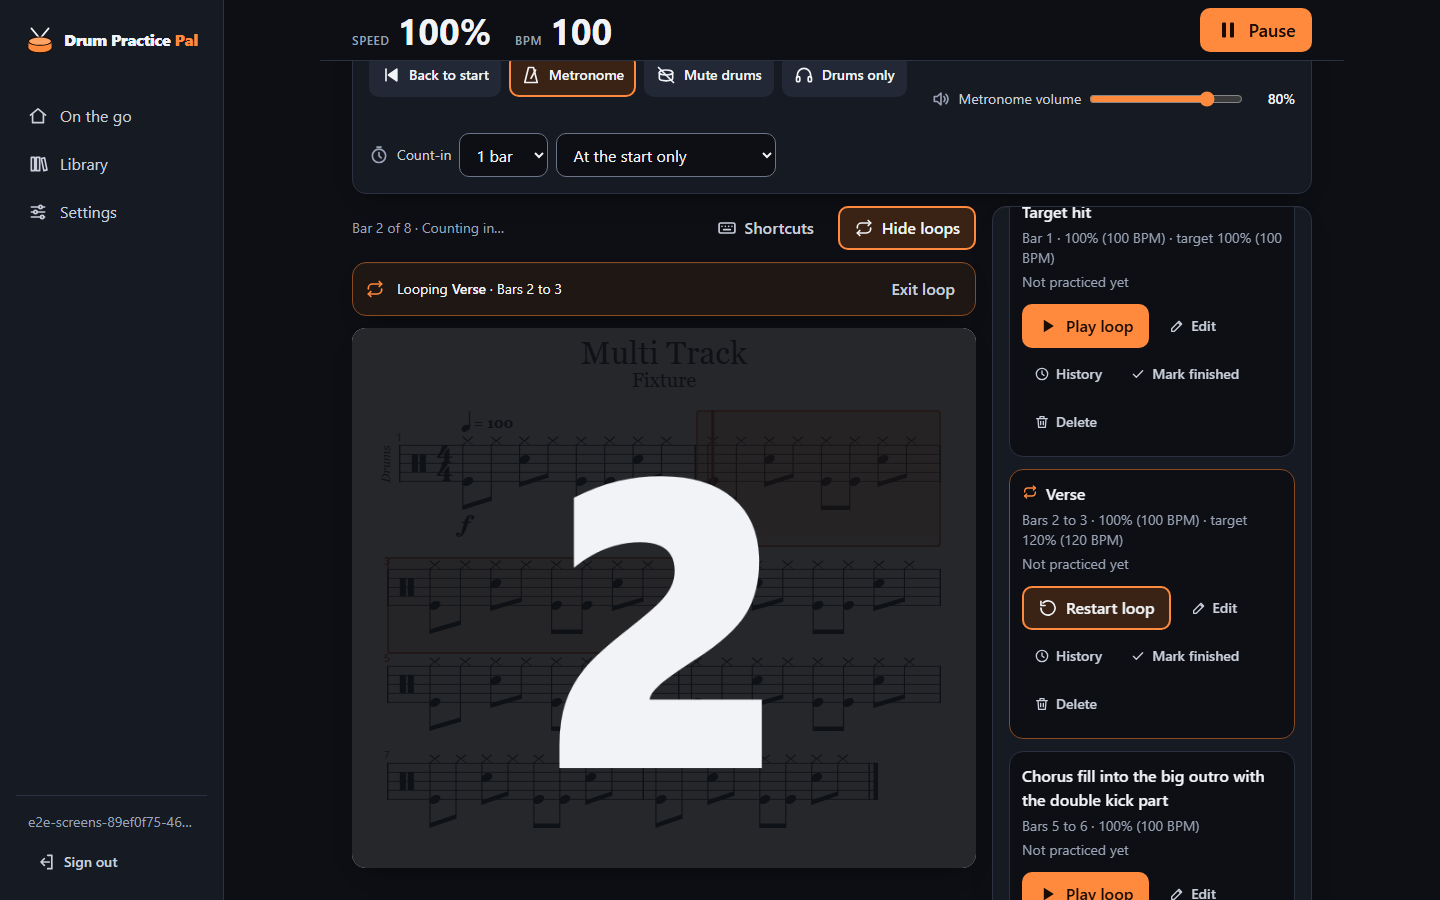 Drum Practice Pal
On the go
Library
Settings
e2e-screens-89ef0f75-46...
Sign out
SPEED 100% BPM 100
Pause
Back to start
Metronome
Mute drums
Drums only
Metronome volume
80%
Count-in
1 bar
At the start only
Bar 2 of 8 · Counting in...
Shortcuts
Hide loops
Looping Verse · Bars 2 to 3
Exit loop
Multi Track
Fixture
= 100
Drums
1
4
4
f
3
5
7
2
Target hit
Bar 1 · 100% (100 BPM) · target 100% (100
BPM)
Not practiced yet
Play loop
Edit
History
Mark finished
Delete
Verse
Bars 2 to 3 · 100% (100 BPM) · target
120% (120 BPM)
Not practiced yet
Restart loop
Edit
History
Mark finished
Delete
Chorus fill into the big outro with
the double kick part
Bars 5 to 6 · 100% (100 BPM)
Not practiced yet
Play loop
Edit